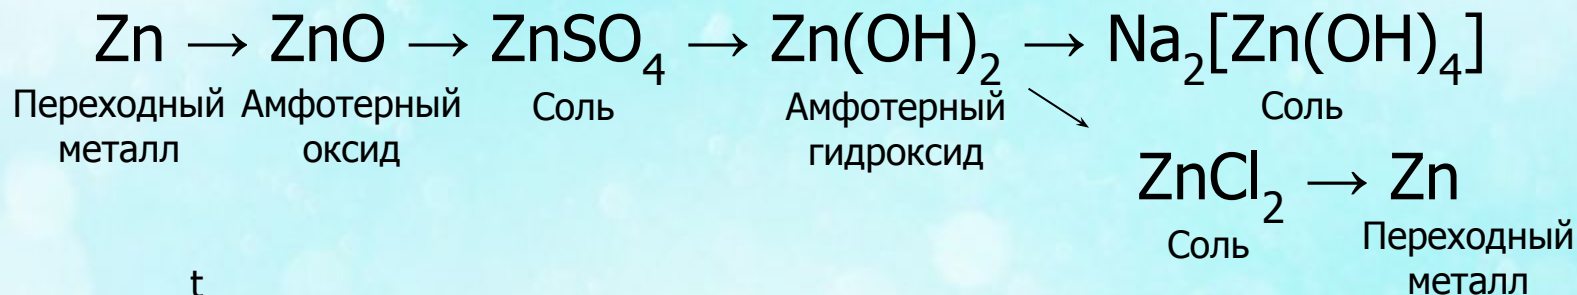 Zn → ZnO → ZnSO₄ → Zn(OH)₂ → Na₂[Zn(OH)₄]
Переходный металл Амфотерный оксид Соль Амфотерный гидроксид Соль
ZnCl₂ → Zn
Соль Переходный металл
t